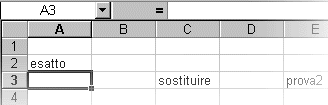 A3 =
A B C D E
1
2 esatto
3 sostituire prova2
4